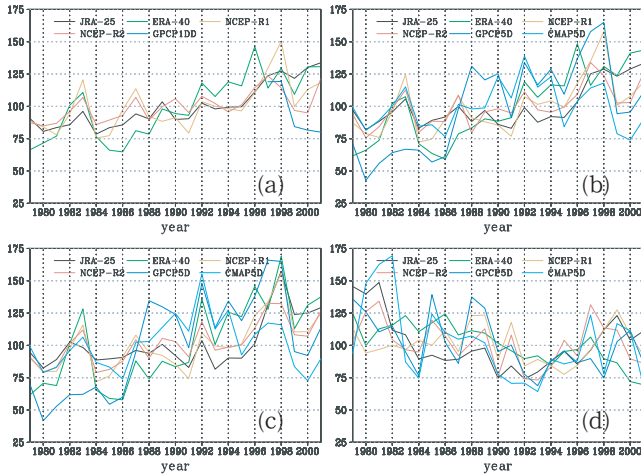 175
JRA-25 ERA-40 NCEP-R1
NCEP-R2 GPCP1DD
150
125
100
75
50
25
(a)
1980 1982 1984 1986 1988 1990 1992 1994 1996 1998 2000
year
175
JRA-25 ERA-40 NCEP-R1
NCEP-R2 GPCP5D CMAP5D
150
125
100
75
50
25
(b)
1980 1982 1984 1986 1988 1990 1992 1994 1996 1998 2000
year
175
JRA-25 ERA-40 NCEP-R1
NCEP-R2 GPCP5D CMAP5D
150
125
100
75
50
25
(c)
1980 1982 1984 1986 1988 1990 1992 1994 1996 1998 2000
year
175
JRA-25 ERA-40 NCEP-R1
NCEP-R2 GPCP5D CMAP5D
150
125
100
75
50
25
(d)
1980 1982 1984 1986 1988 1990 1992 1994 1996 1998 2000
year